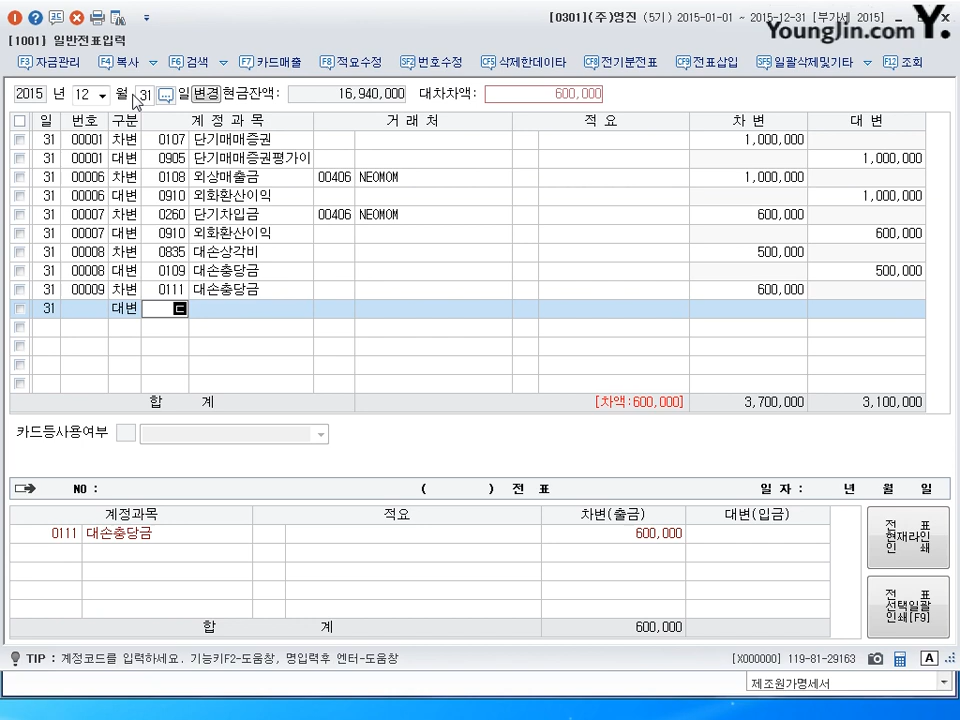 [0301](주)영진 (5기) 2015-01-01 ~ 2015-12-31 [부가세 2015]
YoungJin.com Y.
[1001] 일반전표입력
F3 자금관리 F4 복사 F6 검색 F7 카드매출 F8 적요수정 SF2 번호수정 CF5 삭제한데이타 CF8 전기분전표 CF9 전표삽입 SF5 일괄삭제및기타 F12 조회
2015 년 12 월 31 일 변경 현금잔액: 16,940,000 대차차액: 600,000
일 번호 구분 계 정 과 목 거 래 처 적 요 차 변 대 변
31 00001 차변 0107 단기매매증권 1,000,000
31 00001 대변 0905 단기매매증권평가이 1,000,000
31 00006 차변 0108 외상매출금 00406 NEOMOM 1,000,000
31 00006 대변 0910 외화환산이익 1,000,000
31 00007 차변 0260 단기차입금 00406 NEOMOM 600,000
31 00007 대변 0910 외화환산이익 600,000
31 00008 차변 0835 대손상각비 500,000
31 00008 대변 0109 대손충당금 500,000
31 00009 차변 0111 대손충당금 600,000
31 대변
합 계 [차액:600,000] 3,700,000 3,100,000
카드등사용여부
NO : ( ) 전 표 일 자 : 년 월 일
계정과목 적요 차변(출금) 대변(입금)
0111 대손충당금 600,000
합 계 600,000
전 표
현재라인
인 쇄
전 표
선택일괄
인쇄[F9]
TIP : 계정코드를 입력하세요. 기능키F2-도움창, 명입력후 엔터-도움창 [X000000] 119-81-29163 A
제조원가명세서